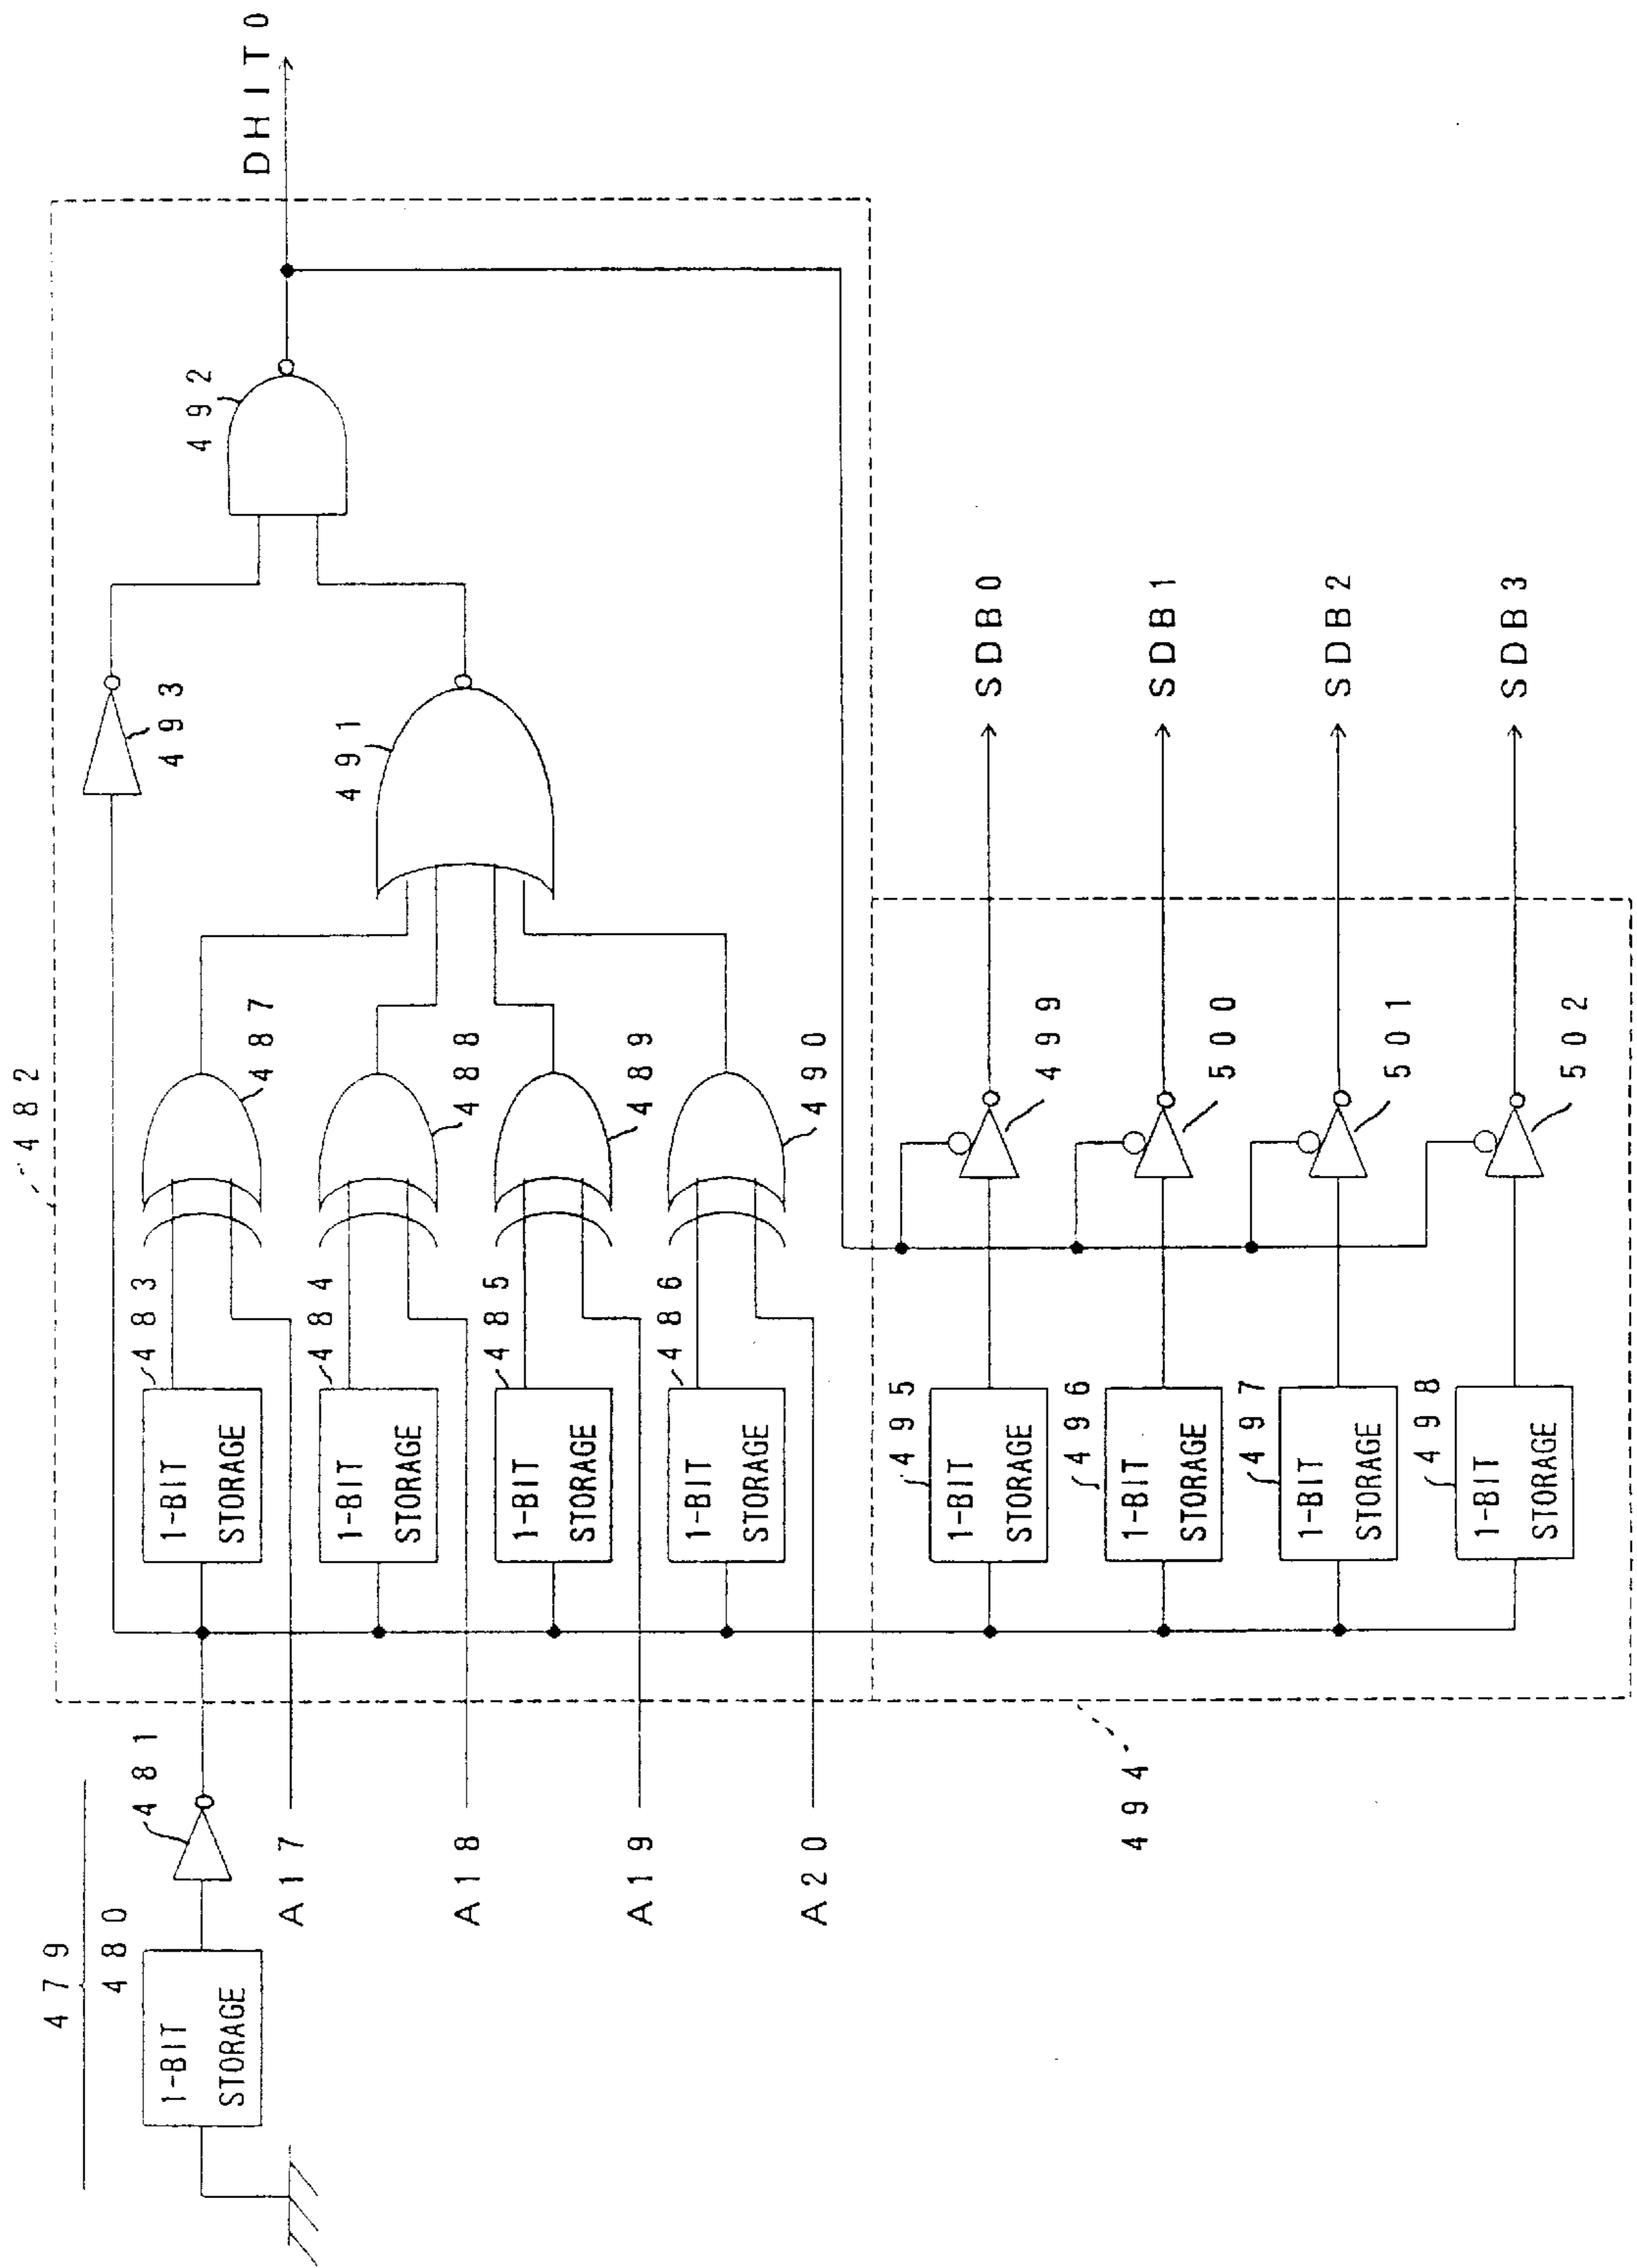 479
480
1-BIT
STORAGE
481
482
A17
A18
A19
A20
483
1-BIT
STORAGE
484
1-BIT
STORAGE
485
1-BIT
STORAGE
486
1-BIT
STORAGE
487
488
489
490
491
492
493
DHIT0
494
495
1-BIT
STORAGE
496
1-BIT
STORAGE
497
1-BIT
STORAGE
498
1-BIT
STORAGE
499
500
501
502
SDB0
SDB1
SDB2
SDB3